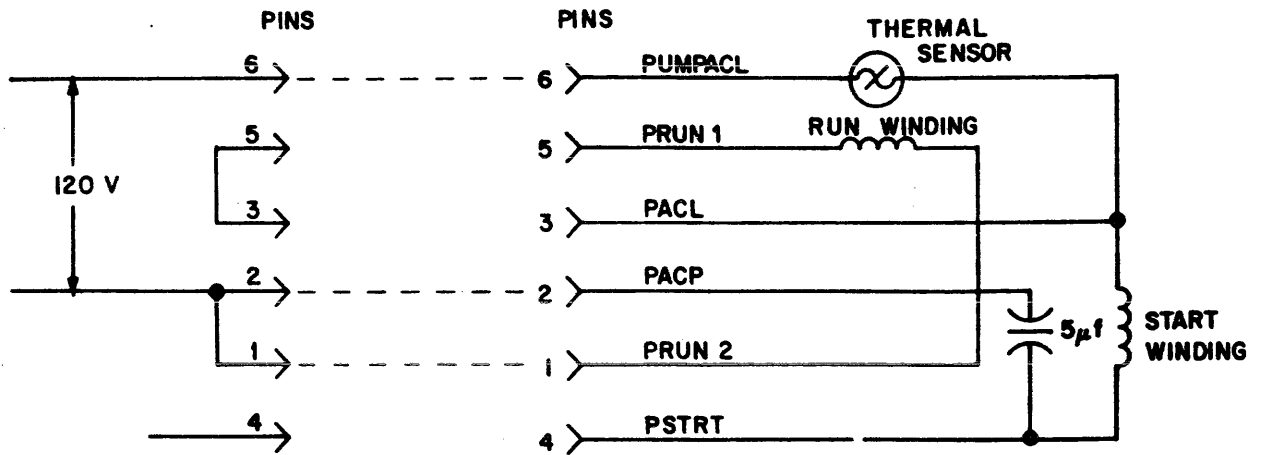 PINS
PINS
THERMAL
SENSOR
6
6
PUMPACL
5
5
PRUN 1
RUN WINDING
120 V
3
3
PACL
2
2
PACP
5µf
START
WINDING
1
1
PRUN 2
4
4
PSTRT